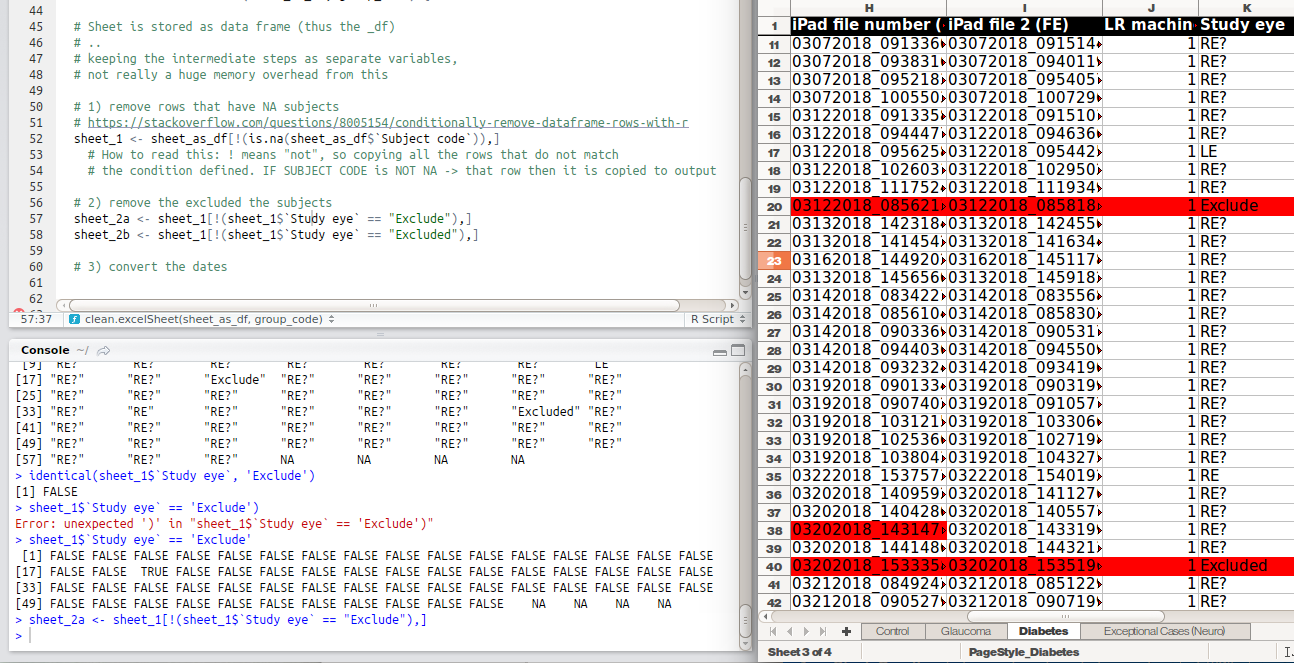 44
45 # Sheet is stored as data frame (thus the _df)
46 # ..
47 # keeping the intermediate steps as separate variables,
48 # not really a huge memory overhead from this
49
50 # 1) remove rows that have NA subjects
51 # https://stackoverflow.com/questions/8005154/conditionally-remove-dataframe-rows-with-r
52 sheet_1 <- sheet_as_df[!(is.na(sheet_as_df$`Subject code`)),]
53 # How to read this: ! means "not", so copying all the rows that do not match
54 # the condition defined. IF SUBJECT CODE is NOT NA -> that row then it is copied to output
55
56 # 2) remove the excluded the subjects
57 sheet_2a <- sheet_1[!(sheet_1$`Study eye` == "Exclude"),]
58 sheet_2b <- sheet_1[!(sheet_1$`Study eye` == "Excluded"),]
59
60 # 3) convert the dates
61
62
57:37 clean.excelSheet(sheet_as_df, group_code) R Script
Console ~/
[9] "RE?" "RE?" "RE?" "RE?" "RE?" "RE?" "RE?" "LE"
[17] "RE?" "RE?" "Exclude" "RE?" "RE?" "RE?" "RE?" "RE?"
[25] "RE?" "RE?" "RE?" "RE?" "RE?" "RE?" "RE?" "RE?"
[33] "RE?" "RE" "RE?" "RE?" "RE?" "RE?" "Excluded" "RE?"
[41] "RE?" "RE?" "RE?" "RE?" "RE?" "RE?" "RE?" "RE?"
[49] "RE?" "RE?" "RE?" "RE?" "RE?" "RE?" "RE?" "RE?"
[57] "RE?" "RE?" "RE?" NA NA NA NA
> identical(sheet_1$`Study eye`, 'Exclude')
[1] FALSE
> sheet_1$`Study eye` == 'Exclude')
Error: unexpected ')' in "sheet_1$`Study eye` == 'Exclude')"
> sheet_1$`Study eye` == 'Exclude'
[1] FALSE FALSE FALSE FALSE FALSE FALSE FALSE FALSE FALSE FALSE FALSE FALSE FALSE FALSE FALSE FALSE
[17] FALSE FALSE TRUE FALSE FALSE FALSE FALSE FALSE FALSE FALSE FALSE FALSE FALSE FALSE FALSE FALSE
[33] FALSE FALSE FALSE FALSE FALSE FALSE FALSE FALSE FALSE FALSE FALSE FALSE FALSE FALSE FALSE FALSE
[49] FALSE FALSE FALSE FALSE FALSE FALSE FALSE FALSE FALSE FALSE FALSE NA NA NA NA
> sheet_2a <- sheet_1[!(sheet_1$`Study eye` == "Exclude"),]
>
H I J K
1 iPad file number ( iPad file 2 (FE) LR machin Study eye
11 03072018_091336 03072018_091514 1 RE?
12 03072018_093831 03072018_094011 1 RE?
13 03072018_095218 03072018_095405 1 RE?
14 03072018_100550 03072018_100729 1 RE?
15 03122018_091335 03122018_091510 1 RE?
16 03122018_094447 03122018_094636 1 RE?
17 03122018_095625 03122018_095442 1 LE
18 03122018_102603 03122018_102950 1 RE?
19 03122018_111752 03122018_111934 1 RE?
20 03122018_085621 03122018_085818 1 Exclude
21 03132018_142318 03132018_142455 1 RE?
22 03132018_141454 03132018_141634 1 RE?
23 03162018_144920 03162018_145117 1 RE?
24 03132018_145656 03132018_145918 1 RE?
25 03142018_083422 03142018_083556 1 RE?
26 03142018_085610 03142018_085830 1 RE?
27 03142018_090336 03142018_090531 1 RE?
28 03142018_094403 03142018_094550 1 RE?
29 03142018_093232 03142018_093419 1 RE?
30 03192018_090133 03192018_090319 1 RE?
31 03192018_090740 03192018_091057 1 RE?
32 03192018_103121 03192018_103306 1 RE?
33 03192018_102536 03192018_102719 1 RE?
34 03192018_103804 03192018_104327 1 RE?
35 03222018_153757 03222018_154019 1 RE
36 03202018_140959 03202018_141127 1 RE?
37 03202018_140428 03202018_140557 1 RE?
38 03202018_143147 03202018_143319 1 RE?
39 03202018_144148 03202018_144321 1 RE?
40 03202018_153335 03202018_153519 1 Excluded
41 03212018_084924 03212018_085122 1 RE?
42 03212018_090527 03212018_090719 1 RE?
Control Glaucoma Diabetes Exceptional Cases (Neuro)
Sheet 3 of 4 PageStyle_Diabetes